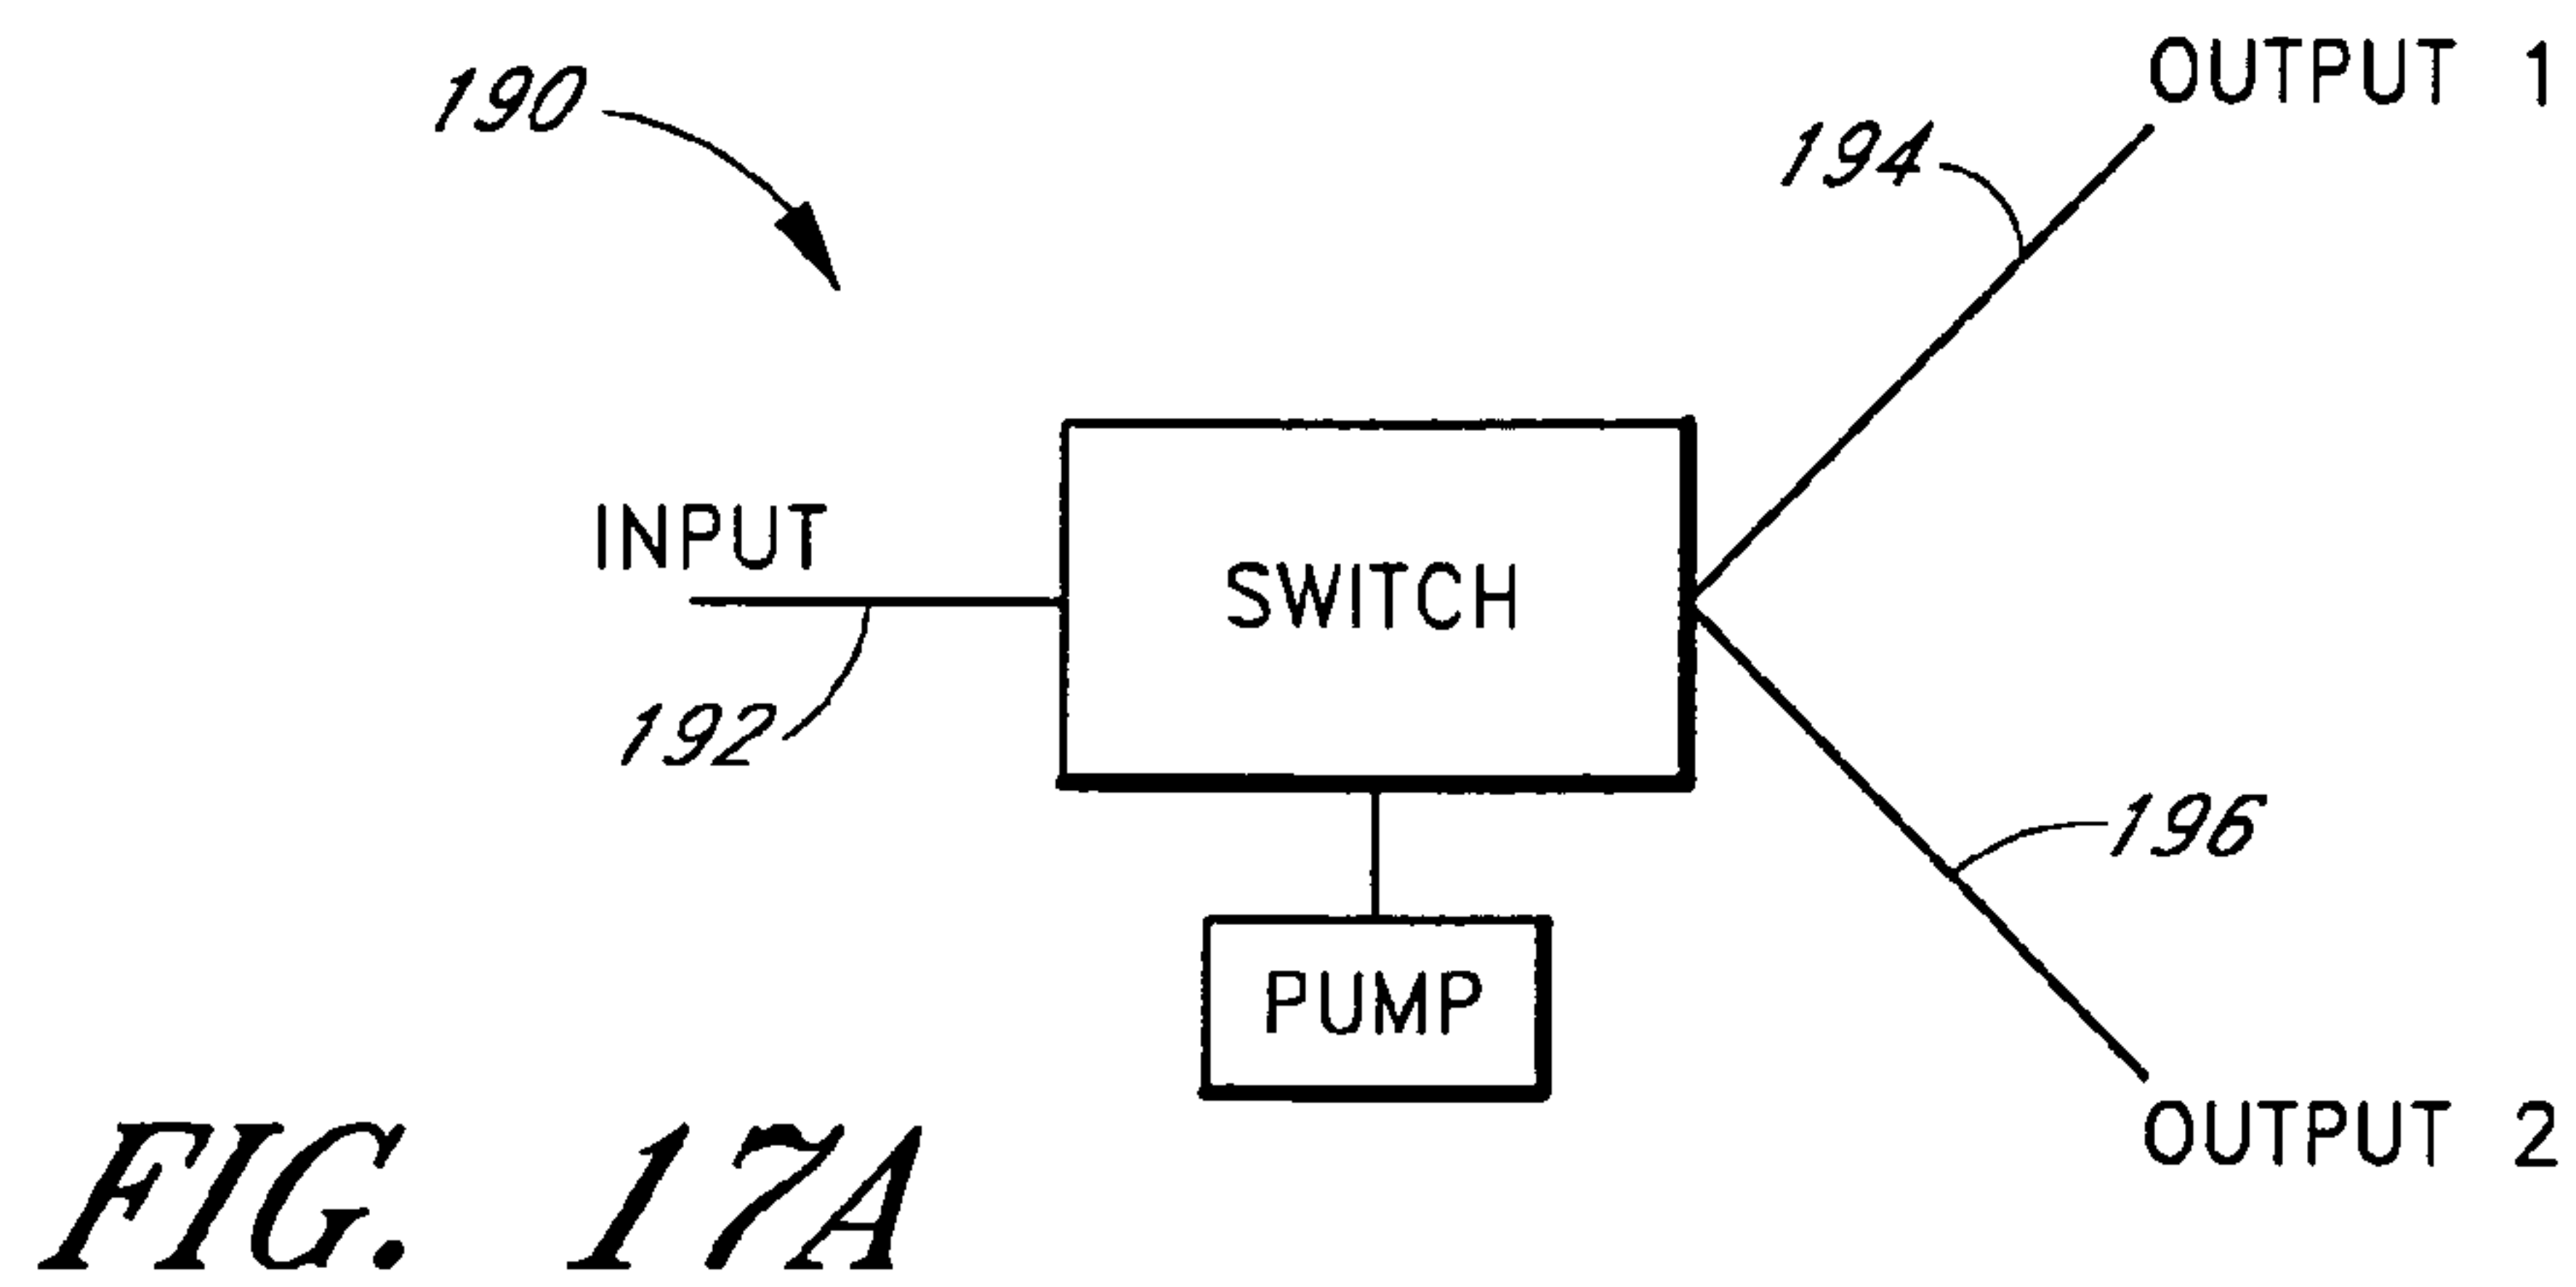 190
OUTPUT 1
194
INPUT
SWITCH
192
196
PUMP
OUTPUT 2
FIG. 17A